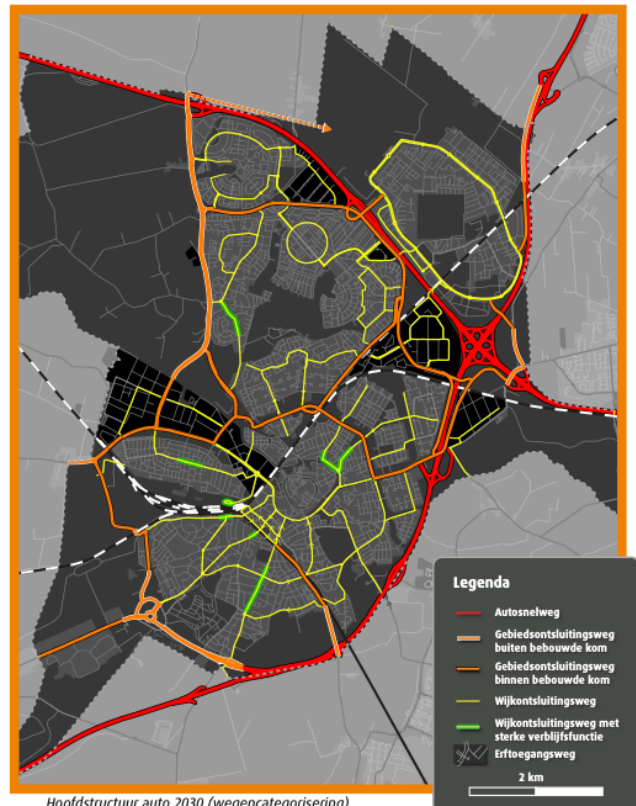 Legenda
Autosnelweg
Gebiedsontsluitingsweg
buiten bebouwde kom
Gebiedsontsluitingsweg
binnen bebouwde kom
Wijkontsluitingsweg
Wijkontsluitingsweg met
sterke verblijfsfunctie
Erftoegangsweg
2 km
Hoofdstructuur auto 2030 (wegencategorisering)